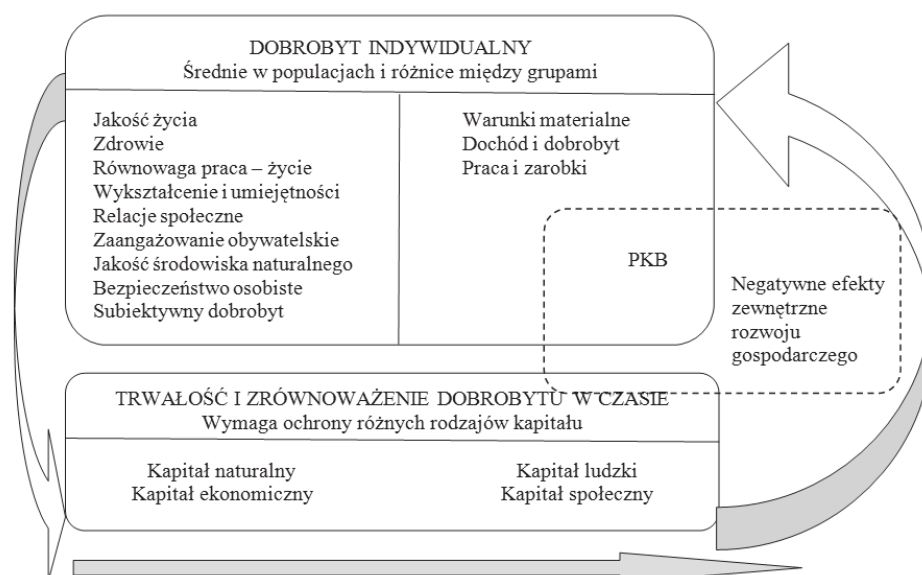 DOBROBYT INDYWIDUALNY
Średnie w populacjach i różnice między grupami
Jakość życia
Zdrowie
Równowaga praca – życie
Wykształcenie i umiejętności
Relacje społeczne
Zaangażowanie obywatelskie
Jakość środowiska naturalnego
Bezpieczeństwo osobiste
Subiektywny dobrobyt
Warunki materialne
Dochód i dobrobyt
Praca i zarobki
PKB
Negatywne efekty
zewnętrzne
rozwoju
gospodarczego
TRWAŁOŚĆ I ZRÓWNOWAŻENIE DOBROBYTU W CZASIE
Wymaga ochrony różnych rodzajów kapitału
Kapitał naturalny
Kapitał ekonomiczny
Kapitał ludzki
Kapitał społeczny